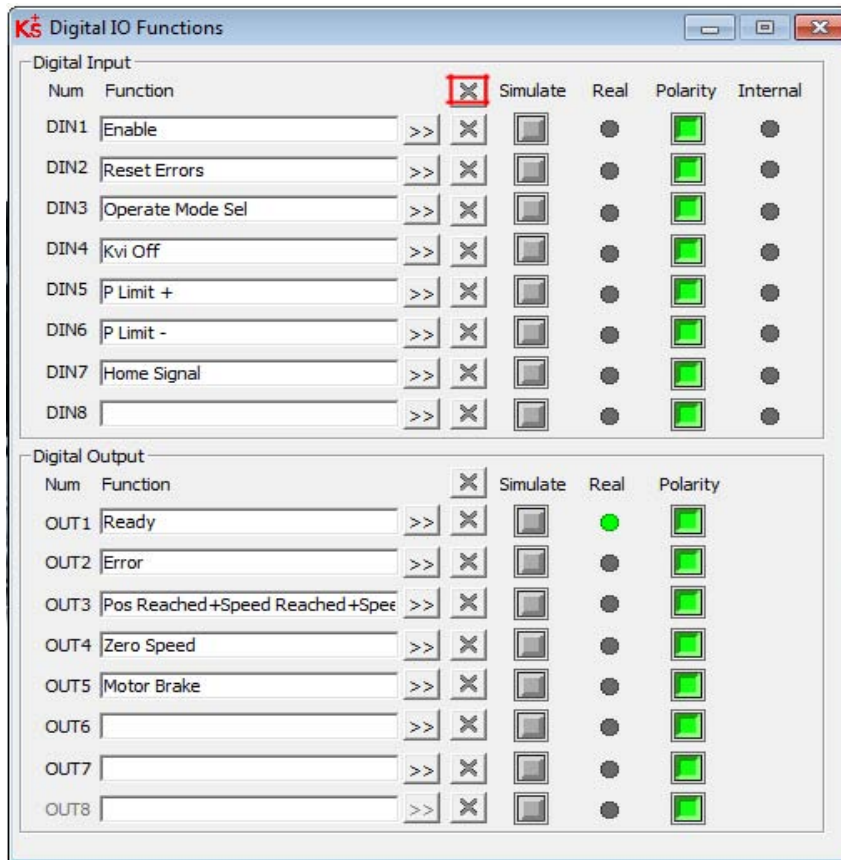 KS+ Digital IO Functions
Digital Input
Num Function Simulate Real Polarity Internal
DIN1 Enable >>
DIN2 Reset Errors >>
DIN3 Operate Mode Sel >>
DIN4 Kvi Off >>
DIN5 P Limit + >>
DIN6 P Limit - >>
DIN7 Home Signal >>
DIN8 >>
Digital Output
Num Function Simulate Real Polarity
OUT1 Ready >>
OUT2 Error >>
OUT3 Pos Reached+Speed Reached+Spee >>
OUT4 Zero Speed >>
OUT5 Motor Brake >>
OUT6 >>
OUT7 >>
OUT8 >>